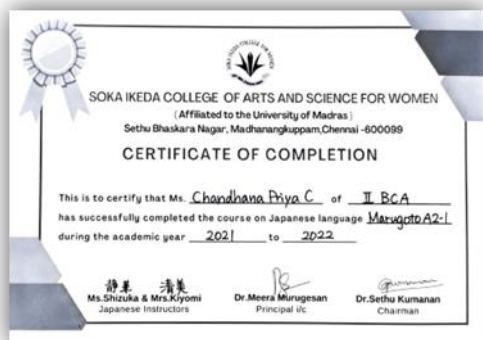 SOKA IKEDA COLLEGE OF ARTS AND SCIENCE FOR WOMEN
(Affiliated to the University of Madras)
Sethu Bhaskara Nagar, Madhanangkuppam,Chennai -600099
CERTIFICATE OF COMPLETION
This is to certify that Ms. Chandhana Priya C of II BCA
has successfully completed the course on Japanese language Marugoto A2-1
during the academic year 2021 to 2022
静 清美
Ms.Shizuka & Mrs.Kiyomi
Japanese Instructors
Dr.Meera Murugesan
Principal i/c
Dr.Sethu Kumanan
Chairman